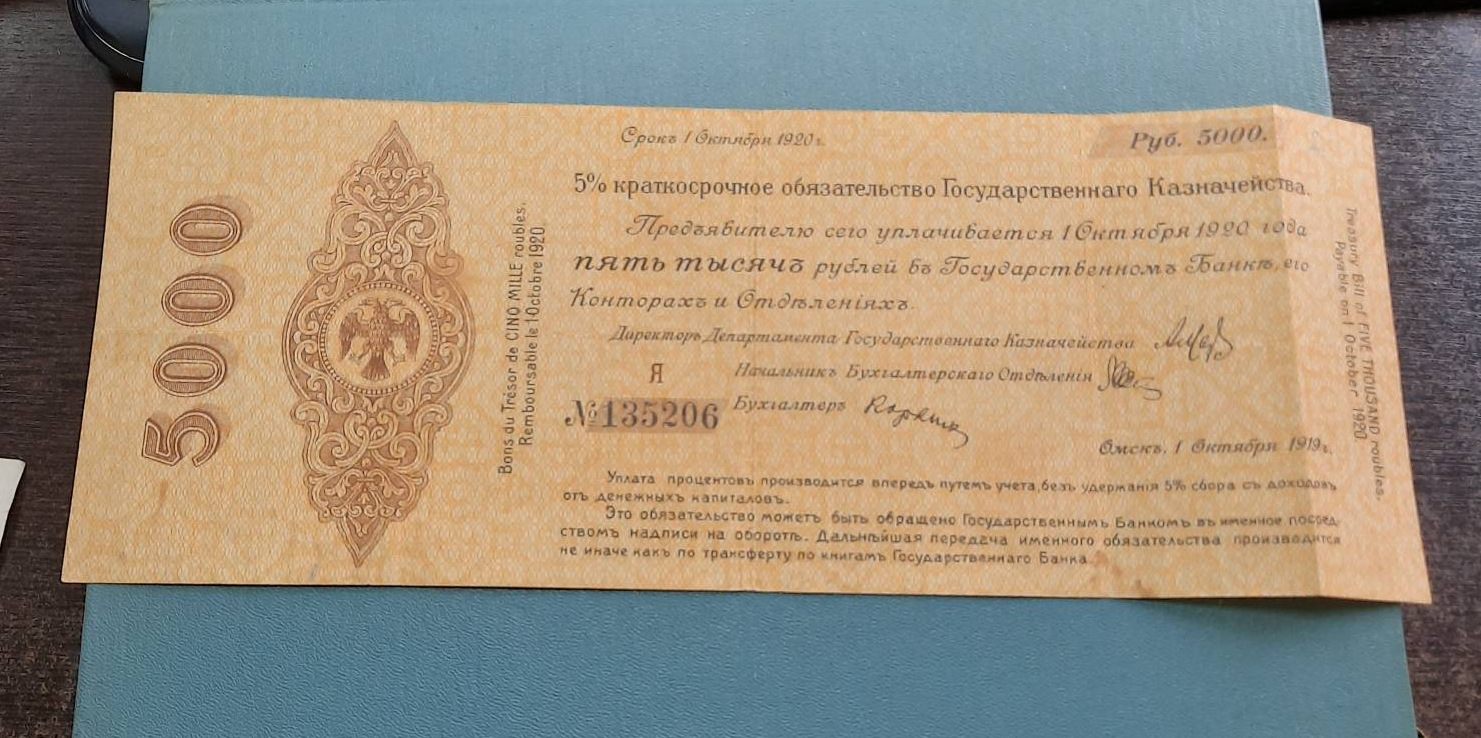 5000
Bons du Trésor de CINQ MILLE roubles.
Remboursable le 1 Octobre 1920
Срокъ 1 Октября 1920 г.
Руб. 5000.
5% краткосрочное обязательство Государственнаго Казначейства.
Предъявителю сего уплачивается 1 Октября 1920 года
пять тысячъ рублей въ Государственномъ Банкѣ, его
Конторахъ и Отдѣленіяхъ.
Директоръ Департамента Государственнаго Казначейства
Я
Начальникъ Бухгалтерскаго Отдѣленія
№135206
Бухгалтеръ
Омскъ, 1 Октября 1919 г.
Уплата процентовъ производится впередъ путемъ учета, безъ удержанія 5% сбора съ доходовъ
отъ денежныхъ капиталовъ.
Это обязательство можетъ быть обращено Государственнымъ Банкомъ въ именное посред-
ствомъ надписи на оборотѣ. Дальнѣйшая передача именного обязательства производится
не иначе какъ по трансферту по книгамъ Государственнаго Банка.
Treasury Bill of FIVE THOUSAND roubles.
Payable on 1 October 1920